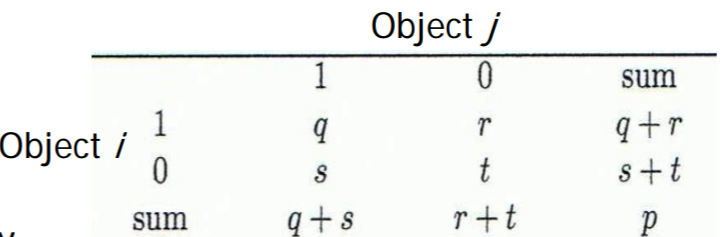 Object j
1 0 sum
1 q r q + r
Object i
0 s t s + t
sum q + s r + t p